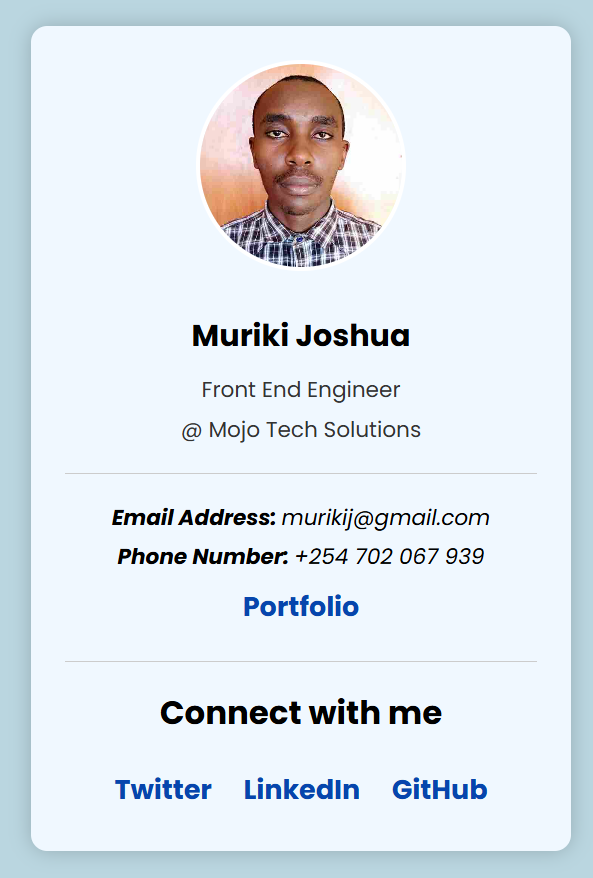 Muriki Joshua
Front End Engineer
@ Mojo Tech Solutions
Email Address: murikij@gmail.com
Phone Number: +254 702 067 939
Portfolio
Connect with me
Twitter LinkedIn GitHub